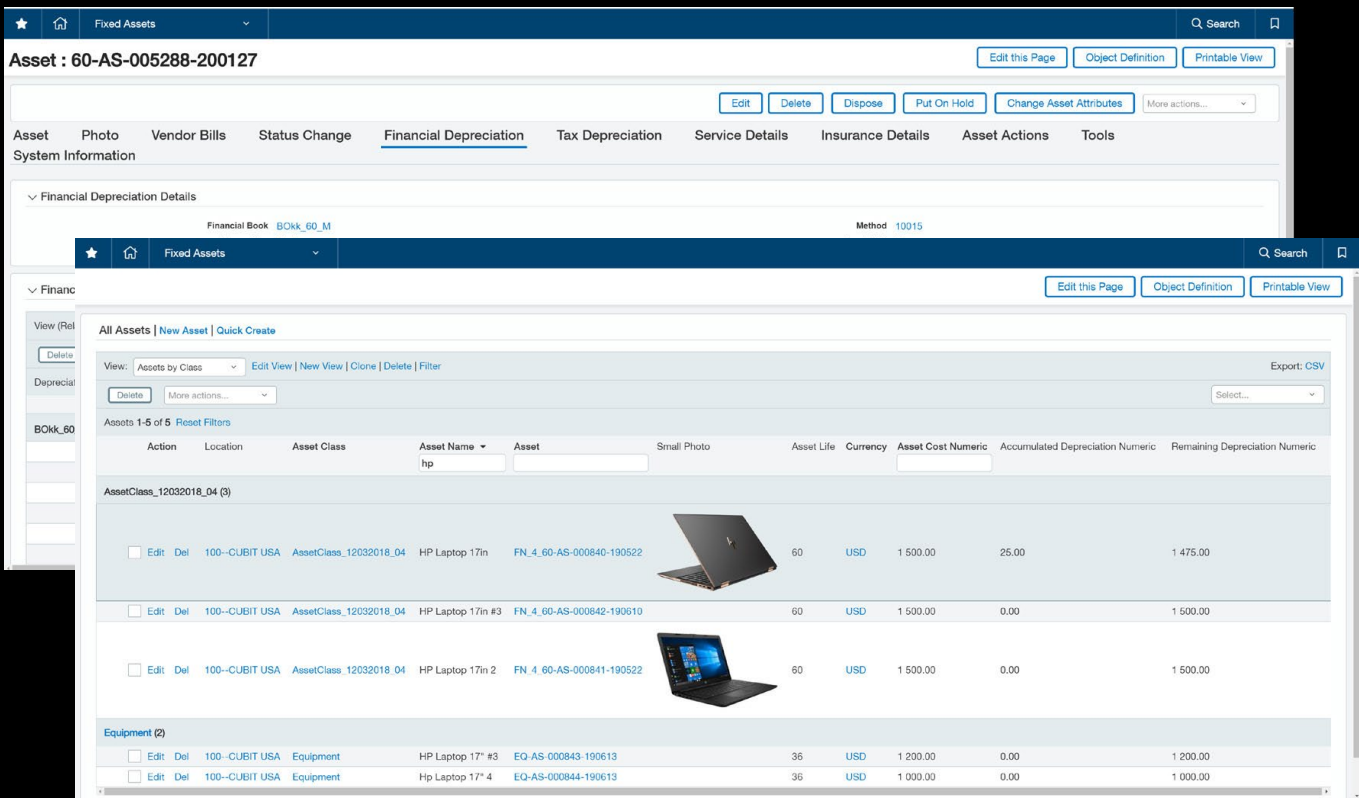 Fixed Assets Search
Asset : 60-AS-005288-200127 Edit this Page Object Definition Printable View
Edit Delete Dispose Put On Hold Change Asset Attributes More actions...
Asset Photo Vendor Bills Status Change Financial Depreciation Tax Depreciation Service Details Insurance Details Asset Actions Tools
System Information
Financial Depreciation Details
Financial Book BOkk_60_M Method 10015
Financ
View (Rel
Delete
Depreciat
BOkk_60
Fixed Assets Search
Edit this Page Object Definition Printable View
All Assets | New Asset | Quick Create
View: Assets by Class Edit View | New View | Clone | Delete | Filter Export: CSV
Delete More actions... Select...
Assets 1-5 of 5 Reset Filters
Action Location Asset Class Asset Name Asset Small Photo Asset Life Currency Asset Cost Numeric Accumulated Depreciation Numeric Remaining Depreciation Numeric
hp
AssetClass_12032018_04 (3)
Edit Del 100--CUBIT USA AssetClass_12032018_04 HP Laptop 17in FN_4_60-AS-000840-190522 60 USD 1 500.00 25.00 1 475.00
Edit Del 100--CUBIT USA AssetClass_12032018_04 HP Laptop 17in #3 FN_4_60-AS-000842-190610 60 USD 1 500.00 0.00 1 500.00
Edit Del 100--CUBIT USA AssetClass_12032018_04 HP Laptop 17in 2 FN_4_60-AS-000841-190522 60 USD 1 500.00 0.00 1 500.00
Equipment (2)
Edit Del 100--CUBIT USA Equipment HP Laptop 17" #3 EQ-AS-000843-190613 36 USD 1 200.00 0.00 1 200.00
Edit Del 100--CUBIT USA Equipment Hp Laptop 17" 4 EQ-AS-000844-190613 36 USD 1 000.00 0.00 1 000.00